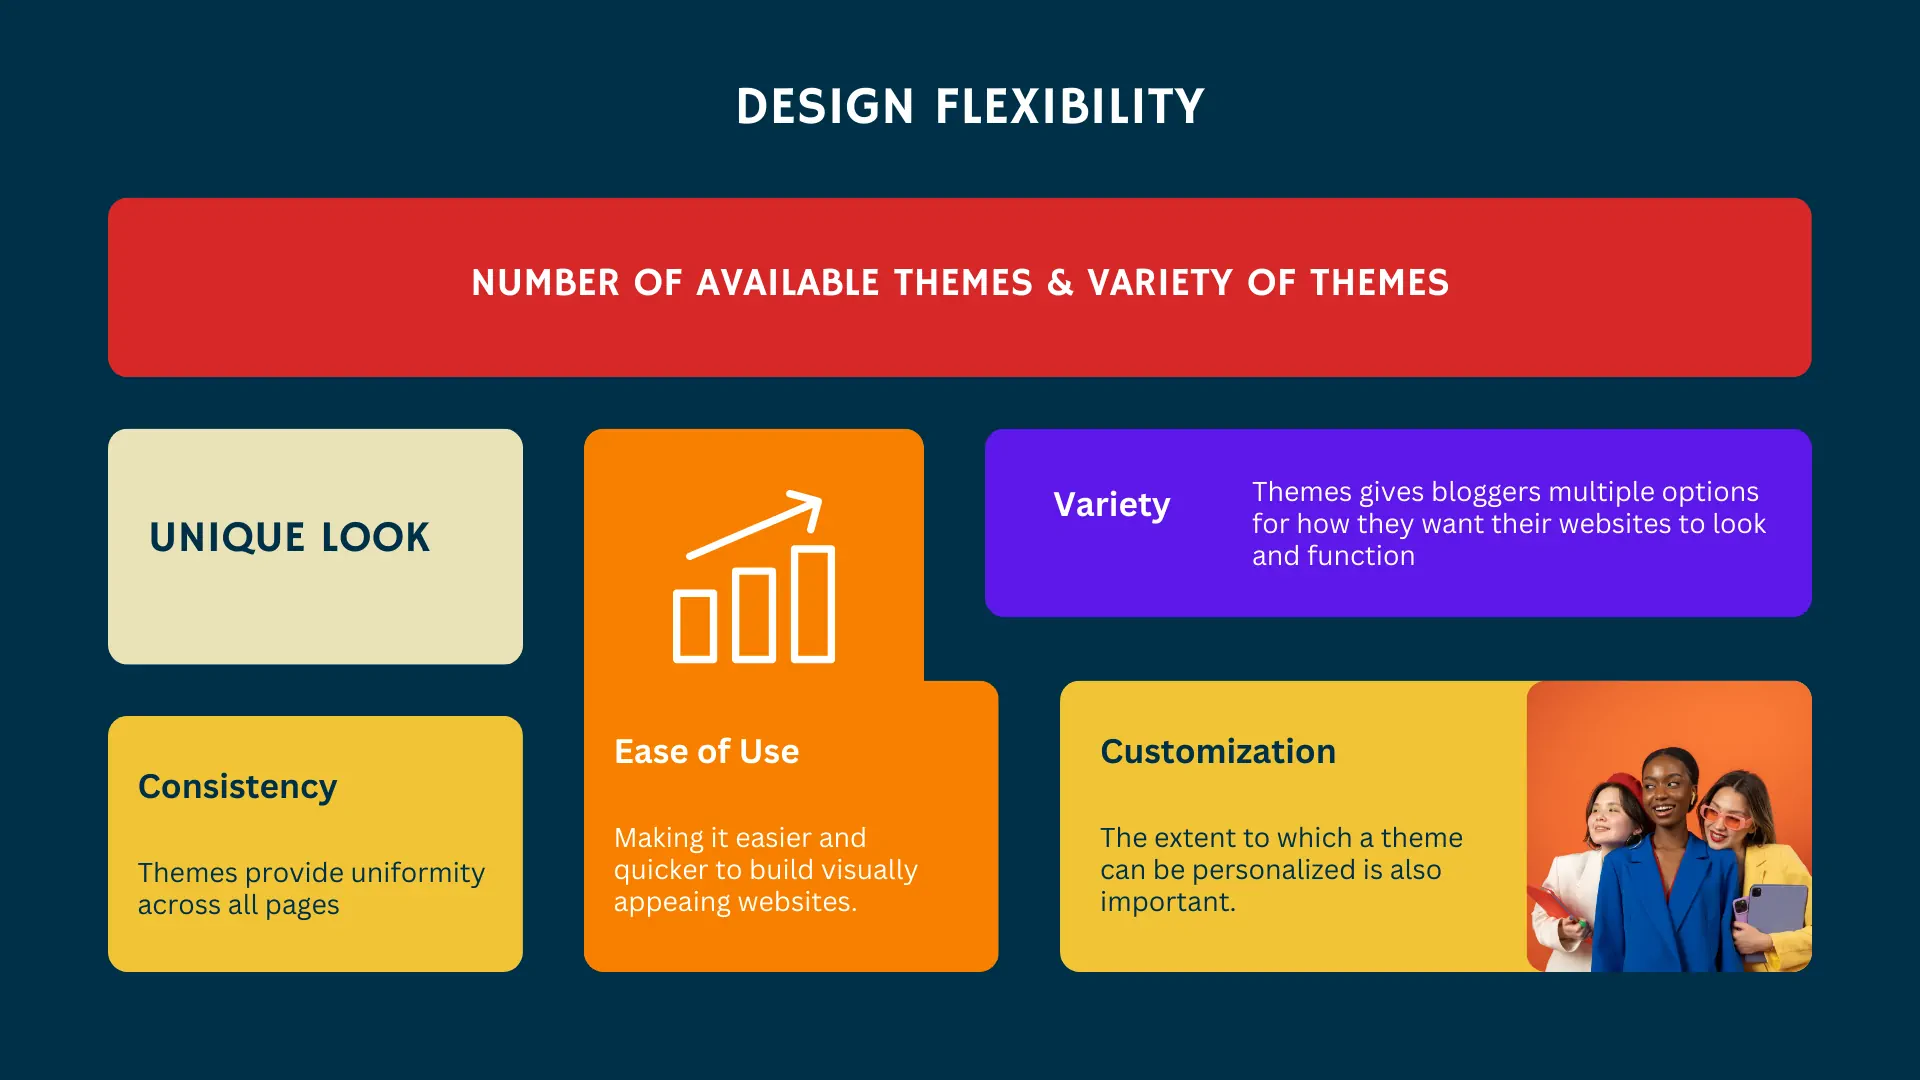 DESIGN FLEXIBILITY
NUMBER OF AVAILABLE THEMES & VARIETY OF THEMES
UNIQUE LOOK
Consistency
Themes provide uniformity
across all pages
Ease of Use
Making it easier and
quicker to build visually
appeaing websites.
Variety
Themes gives bloggers multiple options
for how they want their websites to look
and function
Customization
The extent to which a theme
can be personalized is also
important.